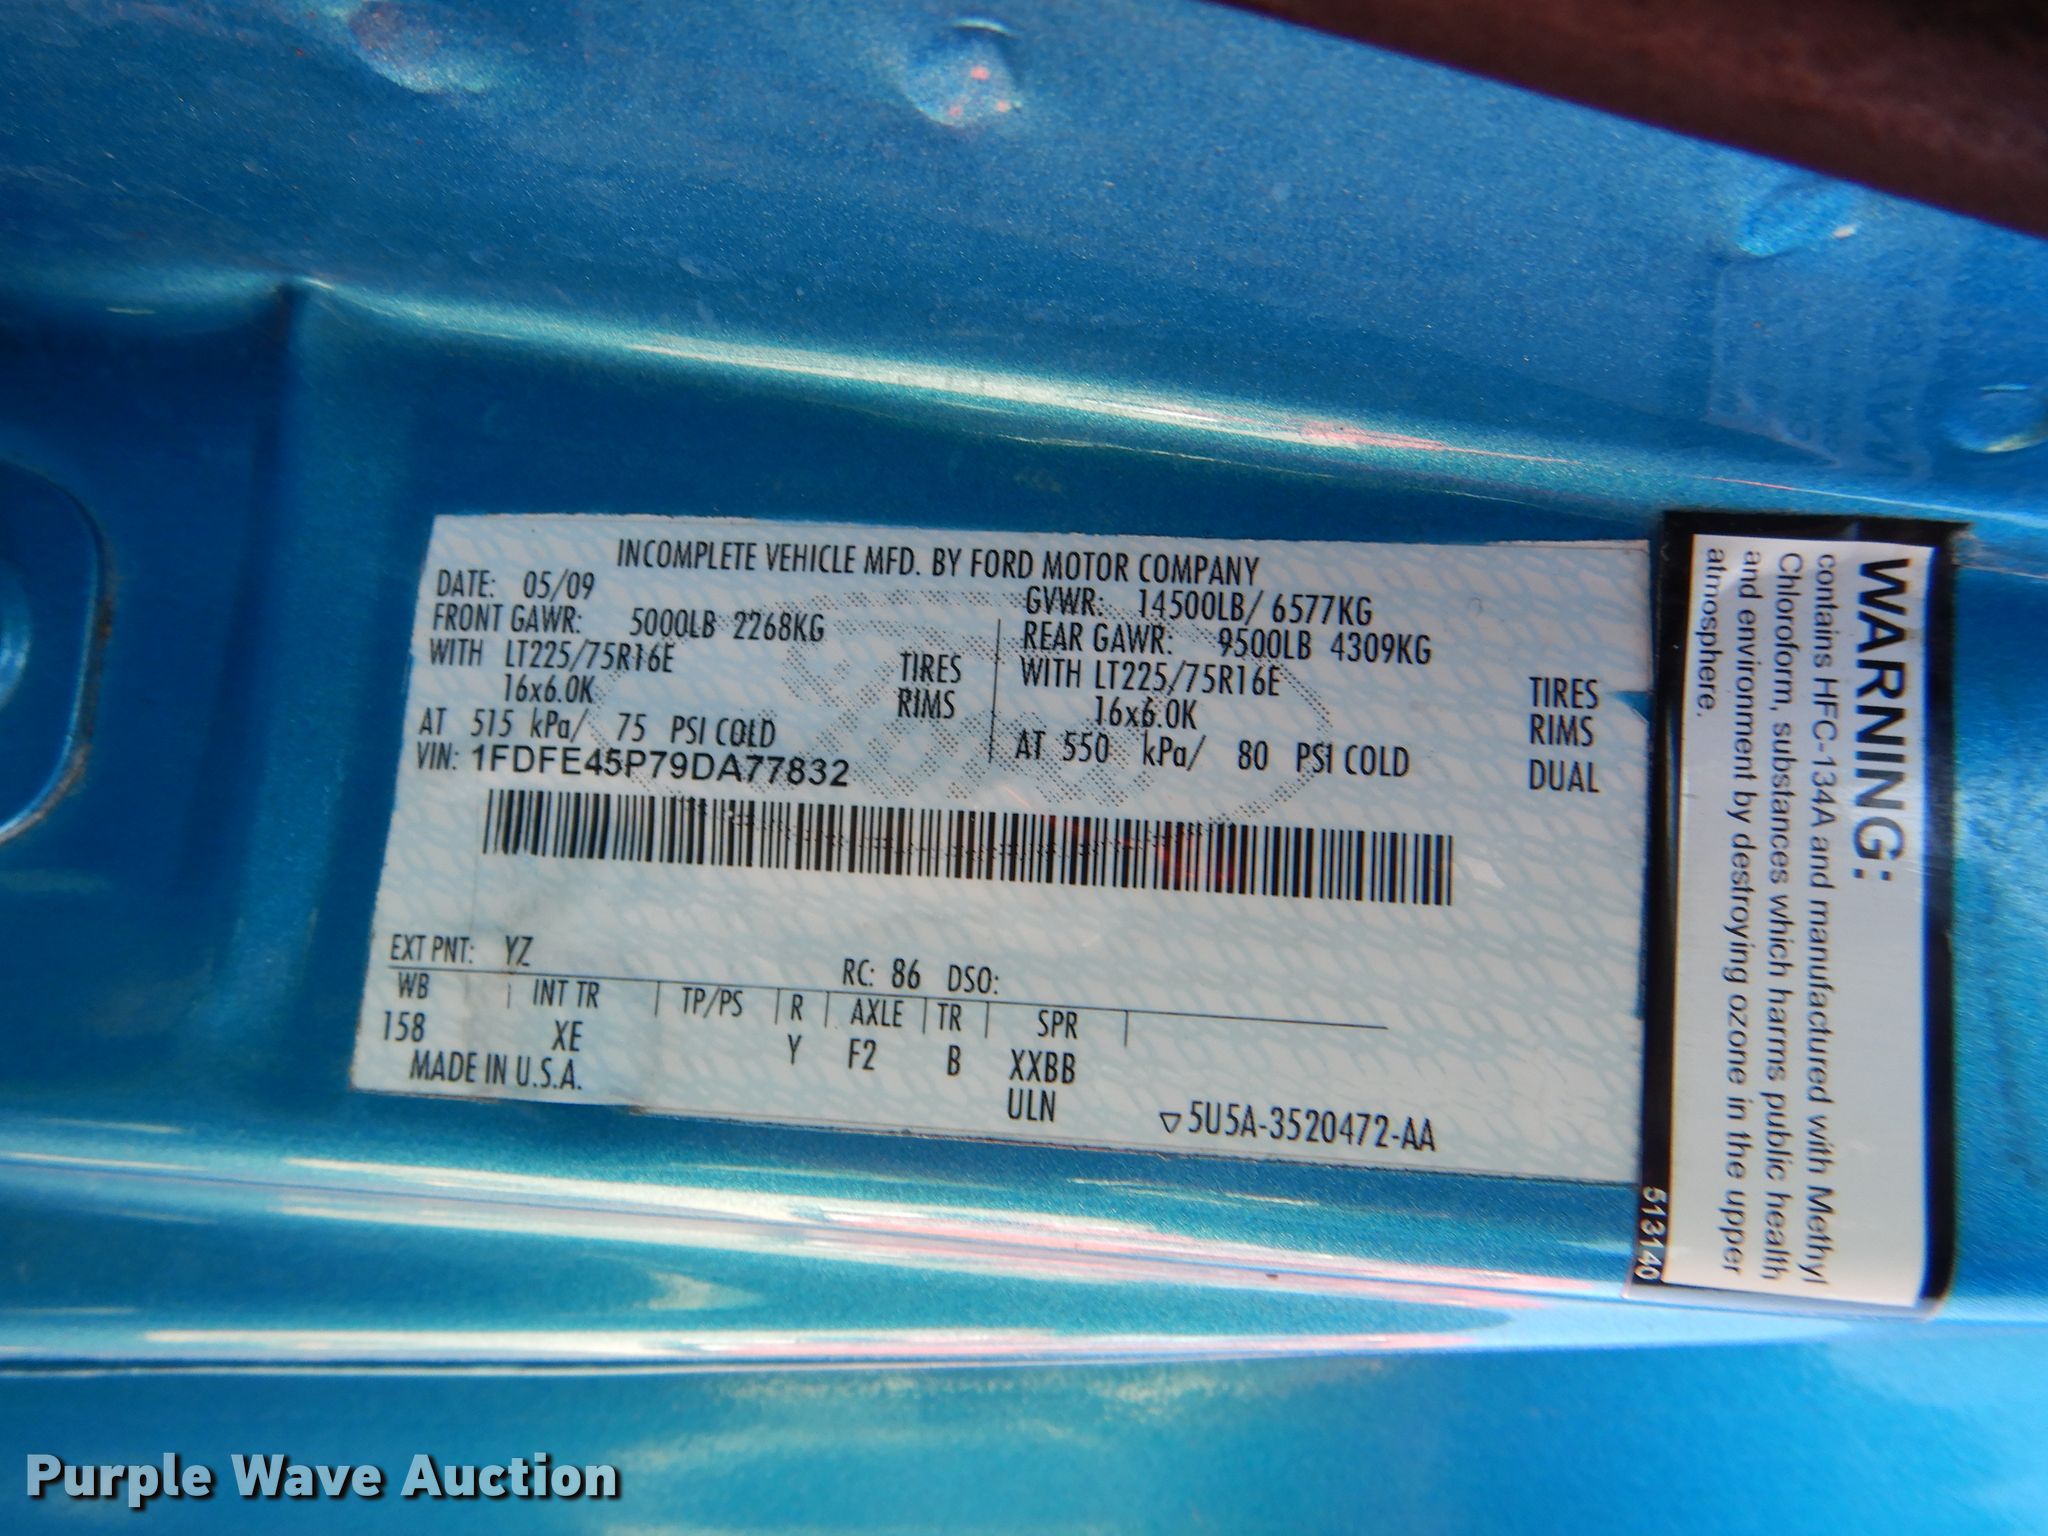 INCOMPLETE VEHICLE MFD. BY FORD MOTOR COMPANY
DATE: 05/09 GVWR: 14500LB/ 6577KG
FRONT GAWR: 5000LB 2268KG REAR GAWR: 9500LB 4309KG
WITH LT225/75R16E TIRES WITH LT225/75R16E TIRES
16x6.0K RIMS 16x6.0K RIMS
AT 515 kPa/ 75 PSI COLD AT 550 kPa/ 80 PSI COLD DUAL
VIN: 1FDFE45P79DA77832
EXT PNT: YZ RC: 86 DSO:
WB INT TR TP/PS R AXLE TR SPR
158 XE Y F2 B XXBB
MADE IN U.S.A. ULN
▽5U5A-3520472-AA
WARNING:
contains HFC-134A and manufactured with Methyl
Chloroform, substances which harms public health
and environment by destroying ozone in the upper
atmosphere.
513140
Purple Wave Auction